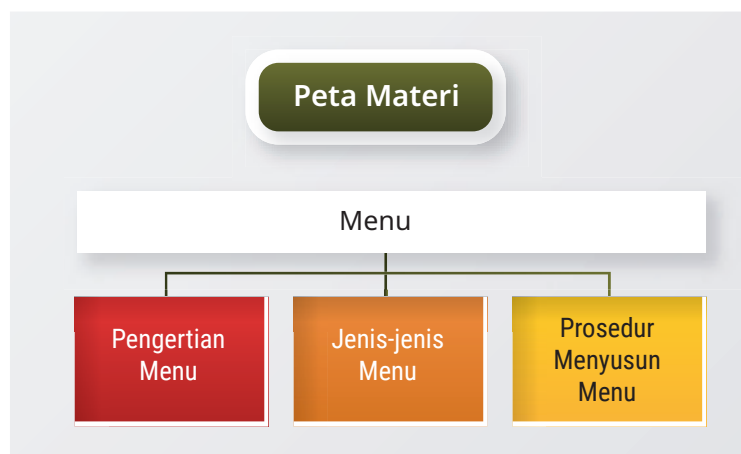 Peta Materi
Menu
Pengertian
Menu
Jenis-jenis
Menu
Prosedur
Menyusun
Menu